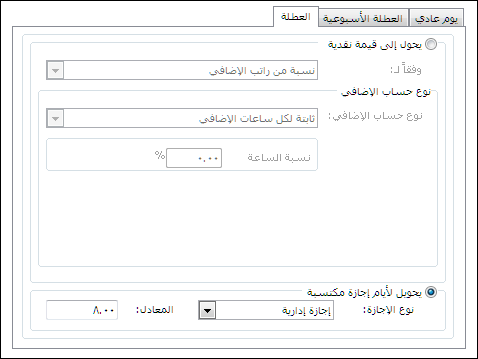 يوم عادي العطلة الأسبوعية العطلة
يحول إلى قيمة نقدية
وفقاً لـ: نسبة من راتب الإضافي
نوع حساب الإضافي
نوع حساب الإضافي: ثابتة لكل ساعات الإضافي
نسبة الساعة ٠.٠٠ %
يحويل لأيام إجازة مكتسبة
نوع الإجازة: إجازة إدارية المعادل: ٨.٠٠